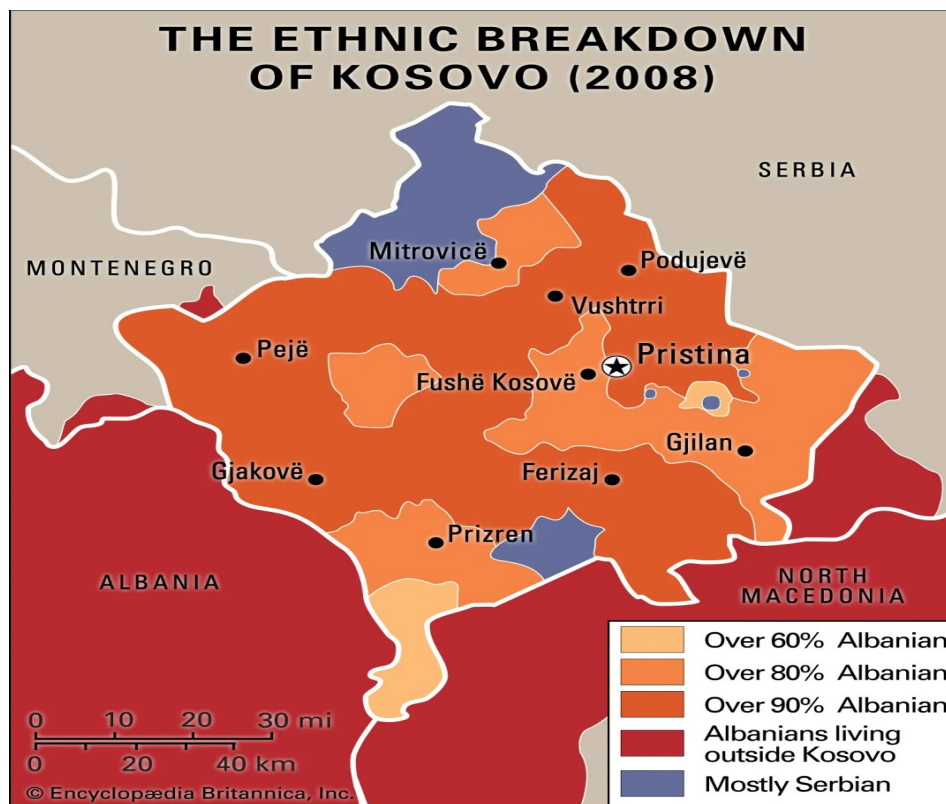 THE ETHNIC BREAKDOWN
OF KOSOVO (2008)
SERBIA
MONTENEGRO
Mitrovicë
Podujevë
Vushtrri
Pejë
Pristina
Fushë Kosovë
Gjilan
Gjakovë
Ferizaj
Prizren
ALBANIA
NORTH
MACEDONIA
Over 60% Albanian
Over 80% Albanian
Over 90% Albanian
Albanians living
outside Kosovo
Mostly Serbian
0 10 20 30 mi
0 20 40 km
© Encyclopædia Britannica, Inc.